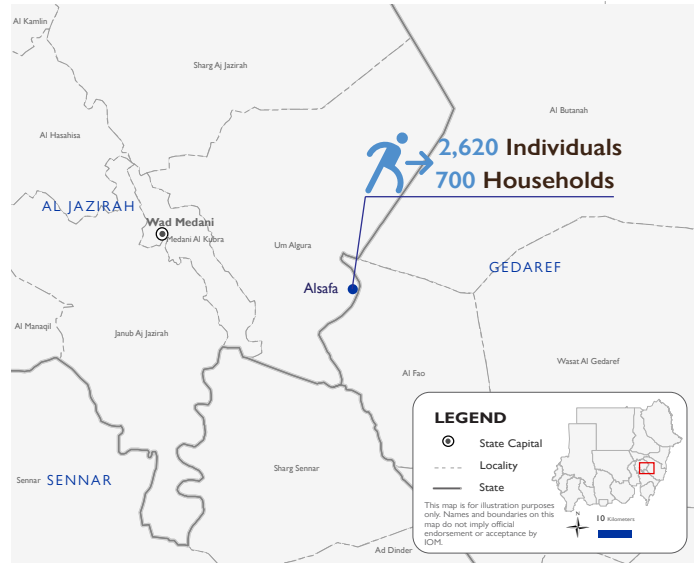 Al Kamlin
Sharg Aj Jazirah
Al Butanah
Al Hasahisa
2,620 Individuals
700 Households
AL JAZIRAH
Wad Medani
Medani Al Kubra
Um Algura
GEDAREF
Alsafa
Al Manaqil
Janub Aj Jazirah
Wasat Al Gedaref
Al Fao
Sharg Sennar
Sennar
SENNAR
Ad Dinder
LEGEND
State Capital
Locality
State
This map is for illustration purposes
only. Names and boundaries on this
map do not imply official
endorsement or acceptance by
IOM.
N
10 Kilometers